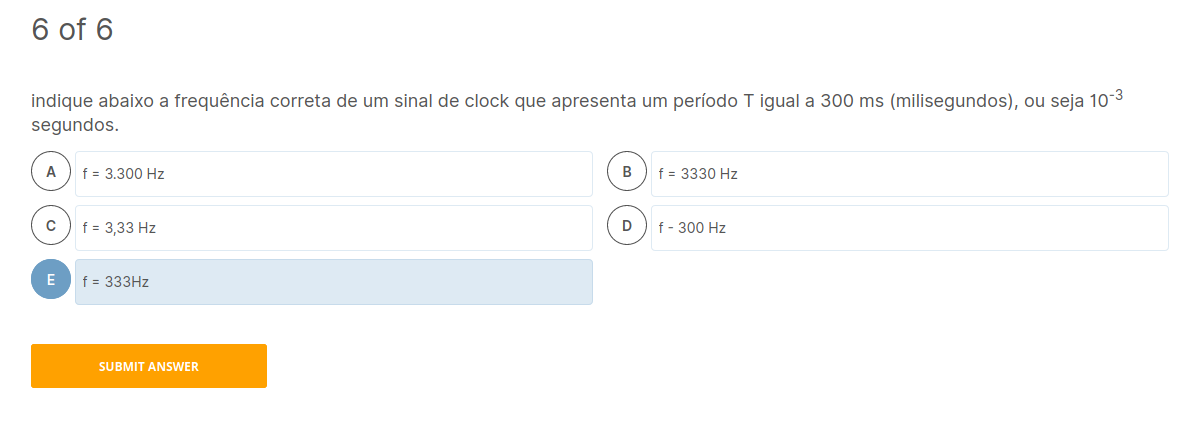 6 of 6
indique abaixo a frequência correta de um sinal de clock que apresenta um período T igual a 300 ms (milisegundos), ou seja 10⁻³
segundos.
A f = 3.300 Hz
B f = 3330 Hz
C f = 3,33 Hz
D f - 300 Hz
E f = 333Hz
SUBMIT ANSWER